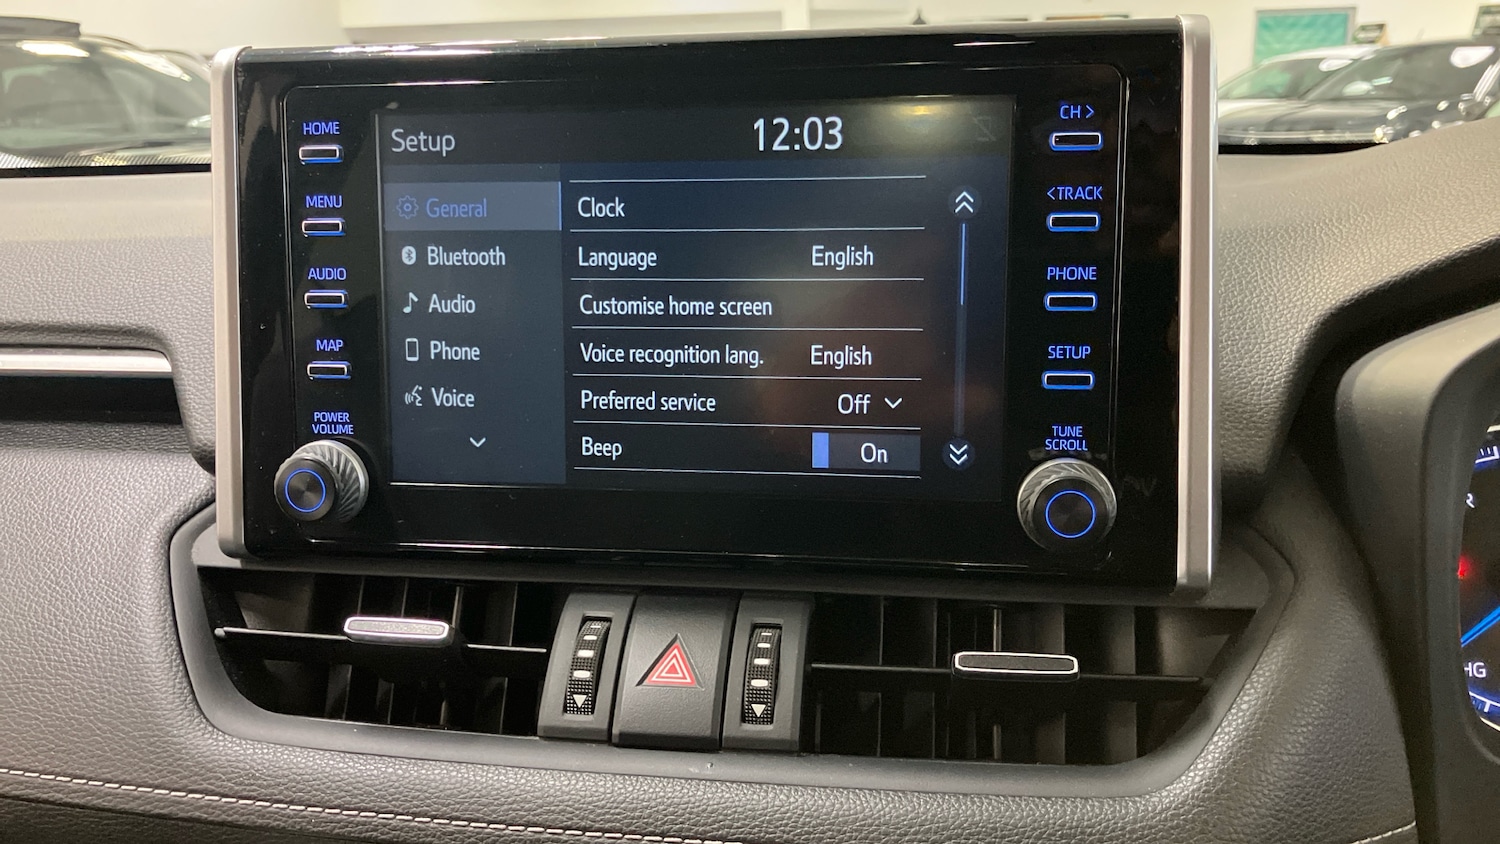 HOME
MENU
AUDIO
MAP
POWER
VOLUME
Setup
12:03
General
Bluetooth
Audio
Phone
Voice
Clock
Language English
Customise home screen
Voice recognition lang. English
Preferred service Off
Beep On
CH >
<TRACK
PHONE
SETUP
TUNE
SCROLL
HG